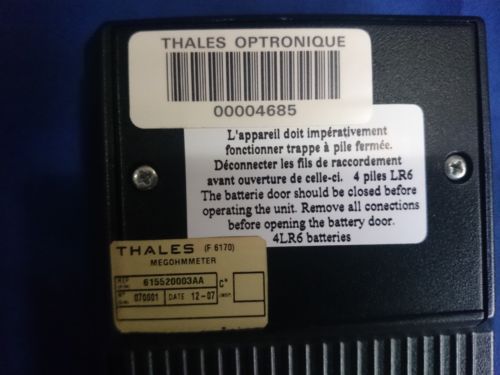 THALES OPTRONIQUE
00004685
L'appareil doit impérativement
fonctionner trappe à pile fermée.
Déconnecter les fils de raccordement
avant ouverture de celle-ci. 4 piles LR6
The batterie door should be closed before
operating the unit. Remove all conections
before opening the battery door.
4LR6 batteries
THALES (F 6170)
MEGOHMMETER
615520003AA
070001 DATE 12-07